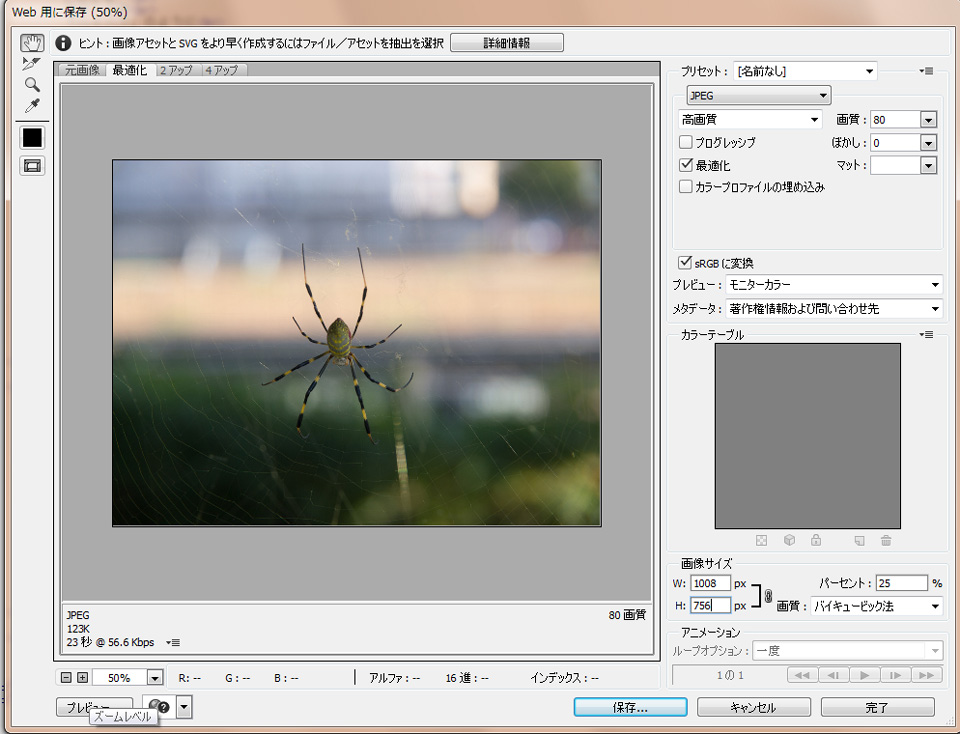 Web 用に保存 (50%)
ヒント : 画像アセットと SVG をより早く作成するにはファイル／アセットを抽出を選択
詳細情報
元画像 最適化 2 アップ 4 アップ
プリセット : [名前なし]
JPEG
高画質 画質 : 80
プログレッシブ ぼかし : 0
最適化 マット :
カラープロファイルの埋め込み
sRGB に変換
プレビュー : モニターカラー
メタデータ : 著作権情報および問い合わせ先
カラーテーブル
画像サイズ
W: 1008 px パーセント : 25 %
H: 756 px 画質 : バイキュービック法
アニメーション
ループオプション : 一度
1 の 1
JPEG 80 画質
123K
23 秒 @ 56.6 Kbps
50% R: -- G : -- B : -- アルファ : -- 16 進 : -- インデックス : --
プレビュー...
ズームレベル
保存... キャンセル 完了